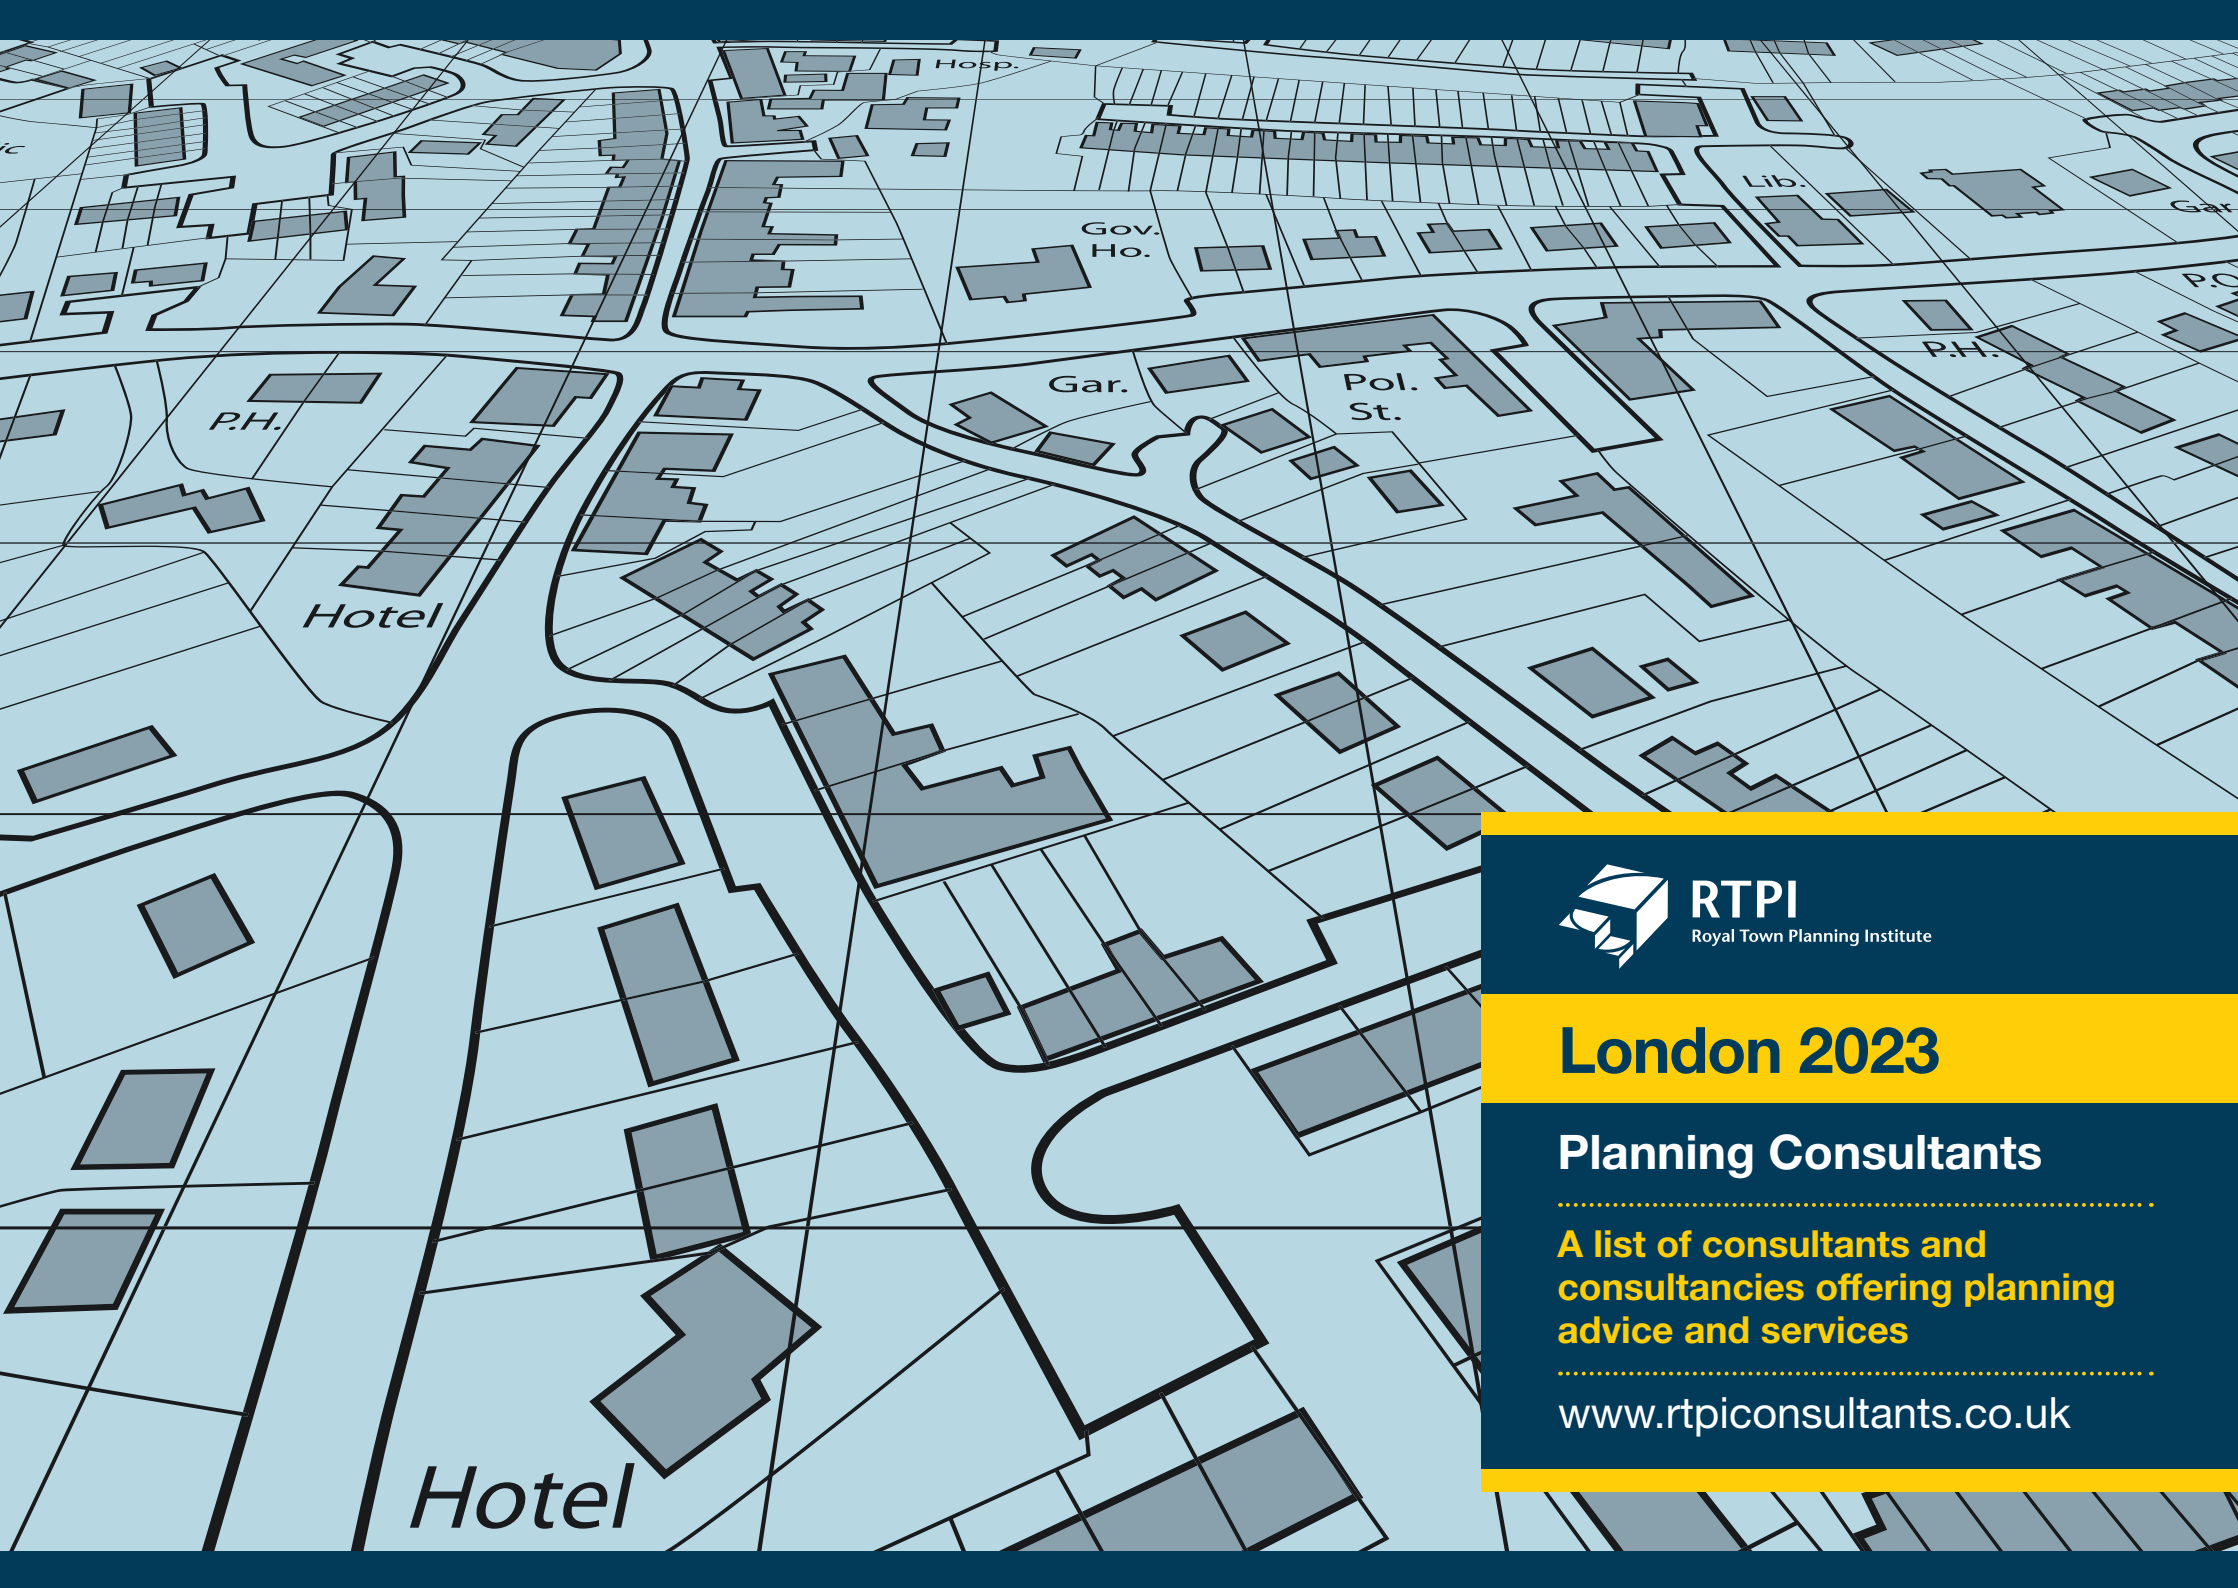 Hosp.
Lib.
Gar
Gov.
Ho.
P.C
P.H.
Gar.
Pol.
St.
P.H.
Hotel
RTPI
Royal Town Planning Institute
London 2023
Planning Consultants
A list of consultants and
consultancies offering planning
advice and services
www.rtpiconsultants.co.uk
Hotel